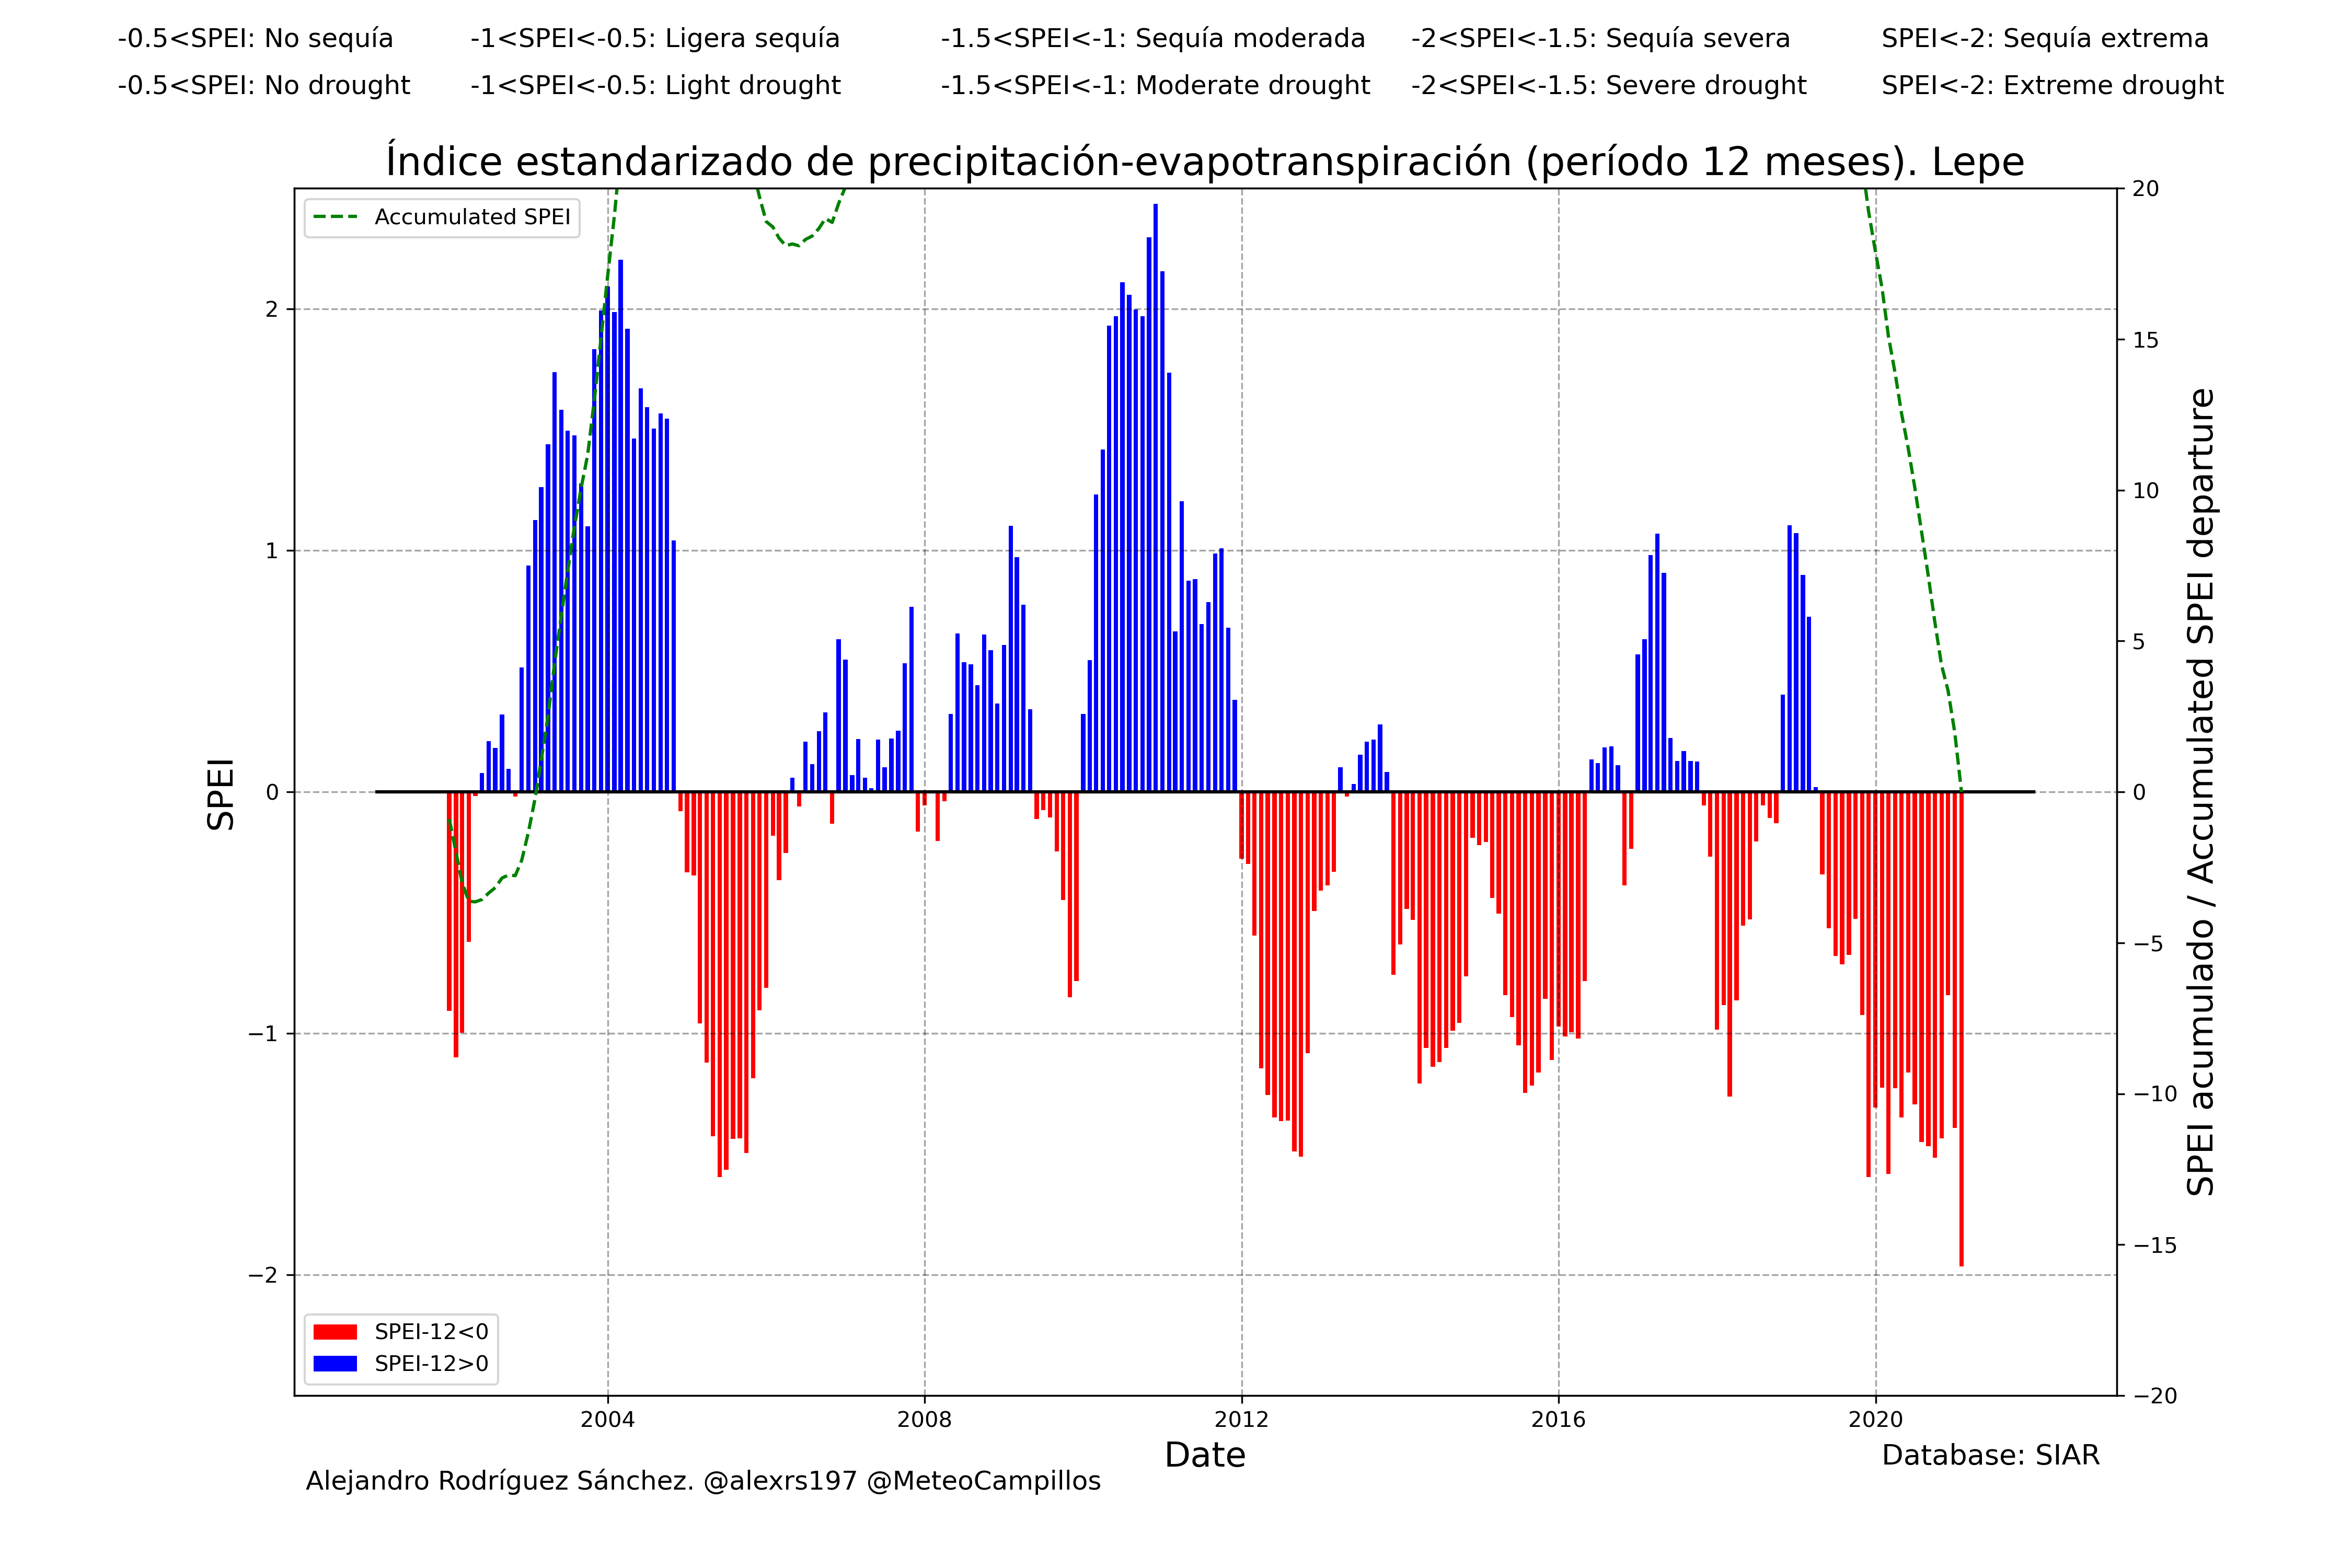 -0.5<SPEI: No sequía -1<SPEI<-0.5: Ligera sequía -1.5<SPEI<-1: Sequía moderada -2<SPEI<-1.5: Sequía severa SPEI<-2: Sequía extrema
-0.5<SPEI: No drought -1<SPEI<-0.5: Light drought -1.5<SPEI<-1: Moderate drought -2<SPEI<-1.5: Severe drought SPEI<-2: Extreme drought
Índice estandarizado de precipitación-evapotranspiración (período 12 meses). Lepe
Accumulated SPEI
2
1
0
−1
−2
SPEI
20
15
10
5
0
−5
−10
−15
−20
SPEI acumulado / Accumulated SPEI departure
SPEI-12<0
SPEI-12>0
2004 2008 2012 2016 2020
Date
Database: SIAR
Alejandro Rodríguez Sánchez. @alexrs197 @MeteoCampillos